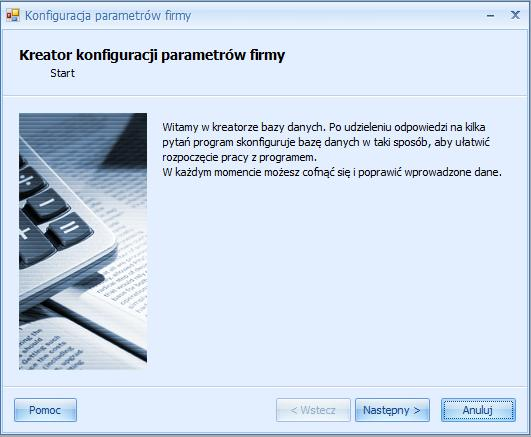 Konfiguracja parametrów firmy
Kreator konfiguracji parametrów firmy
Start
Witamy w kreatorze bazy danych. Po udzieleniu odpowiedzi na kilka
pytań program skonfiguruje bazę danych w taki sposób, aby ułatwić
rozpoczęcie pracy z programem.
W każdym momencie możesz cofnąć się i poprawić wprowadzone dane.
Pomoc
< Wstecz
Następny >
Anuluj